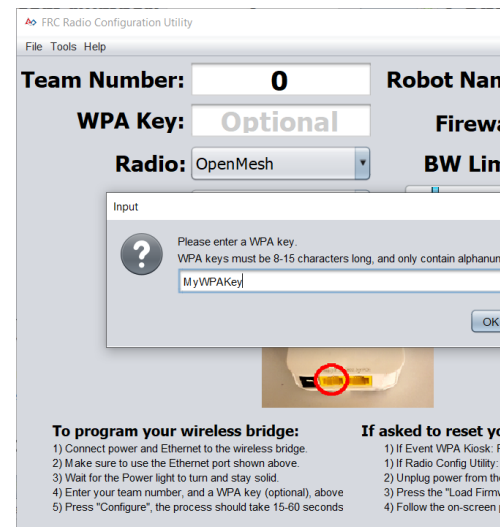 FRC Radio Configuration Utility
File Tools Help
Team Number: 0 Robot Nam
WPA Key: Optional Firewa
Radio: OpenMesh BW Lim
Input
Please enter a WPA key.
WPA keys must be 8-15 characters long, and only contain alphanum
MyWPAKey
OK
To program your wireless bridge:
1) Connect power and Ethernet to the wireless bridge.
2) Make sure to use the Ethernet port shown above.
3) Wait for the Power light to turn and stay solid.
4) Enter your team number, and a WPA key (optional), above
5) Press "Configure", the process should take 15-60 seconds
If asked to reset yo
1) If Event WPA Kiosk:
1) If Radio Config Utility:
2) Unplug power from the
3) Press the "Load Firmw
4) Follow the on-screen